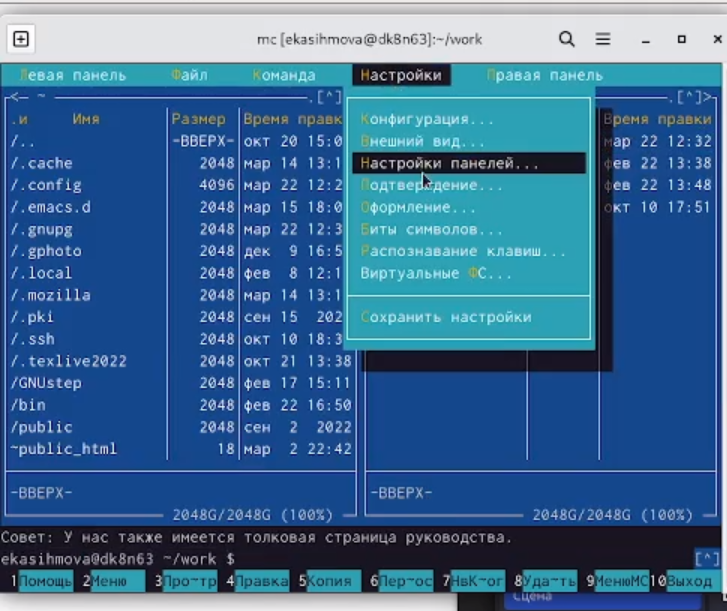 mc [ekasihmova@dk8n63]:~/work
Левая панель Файл Команда Настройки Правая панель
<— ~ .[^] .[^]>
.и Имя Размер Время правк Конфигурация... Время правки
/.. -ВВЕРХ- окт 20 15:0 Внешний вид... мар 22 12:32
/.cache 2048 мар 14 13:1 Настройки панелей... фев 22 13:38
/.config 4096 мар 22 12:2 Подтверждение... фев 22 13:48
/.emacs.d 2048 мар 15 18:0 Оформление... окт 10 17:51
/.gnupg 2048 мар 22 12:3 Биты символов...
/.gphoto 2048 дек 9 16:5 Распознавание клавиш...
/.local 2048 фев 8 12:1 Виртуальные ФС...
/.mozilla 2048 мар 14 13:1
/.pki 2048 сен 15 202 Сохранить настройки
/.ssh 2048 окт 10 18:3
/.texlive2022 2048 окт 21 13:38
/GNUstep 2048 фев 17 15:11
/bin 2048 фев 22 16:50
/public 2048 сен 2 2022
~public_html 18 мар 2 22:42
-ВВЕРХ- -ВВЕРХ-
2048G/2048G (100%) 2048G/2048G (100%)
Совет: У нас также имеется толковая страница руководства.
ekasihmova@dk8n63 ~/work $ [^]
1Помощь 2Меню 3Про~тр 4Правка 5Копия 6Пер~ос 7НвК~ог 8Уда~ть 9МенюMC 10Выход
Сцена